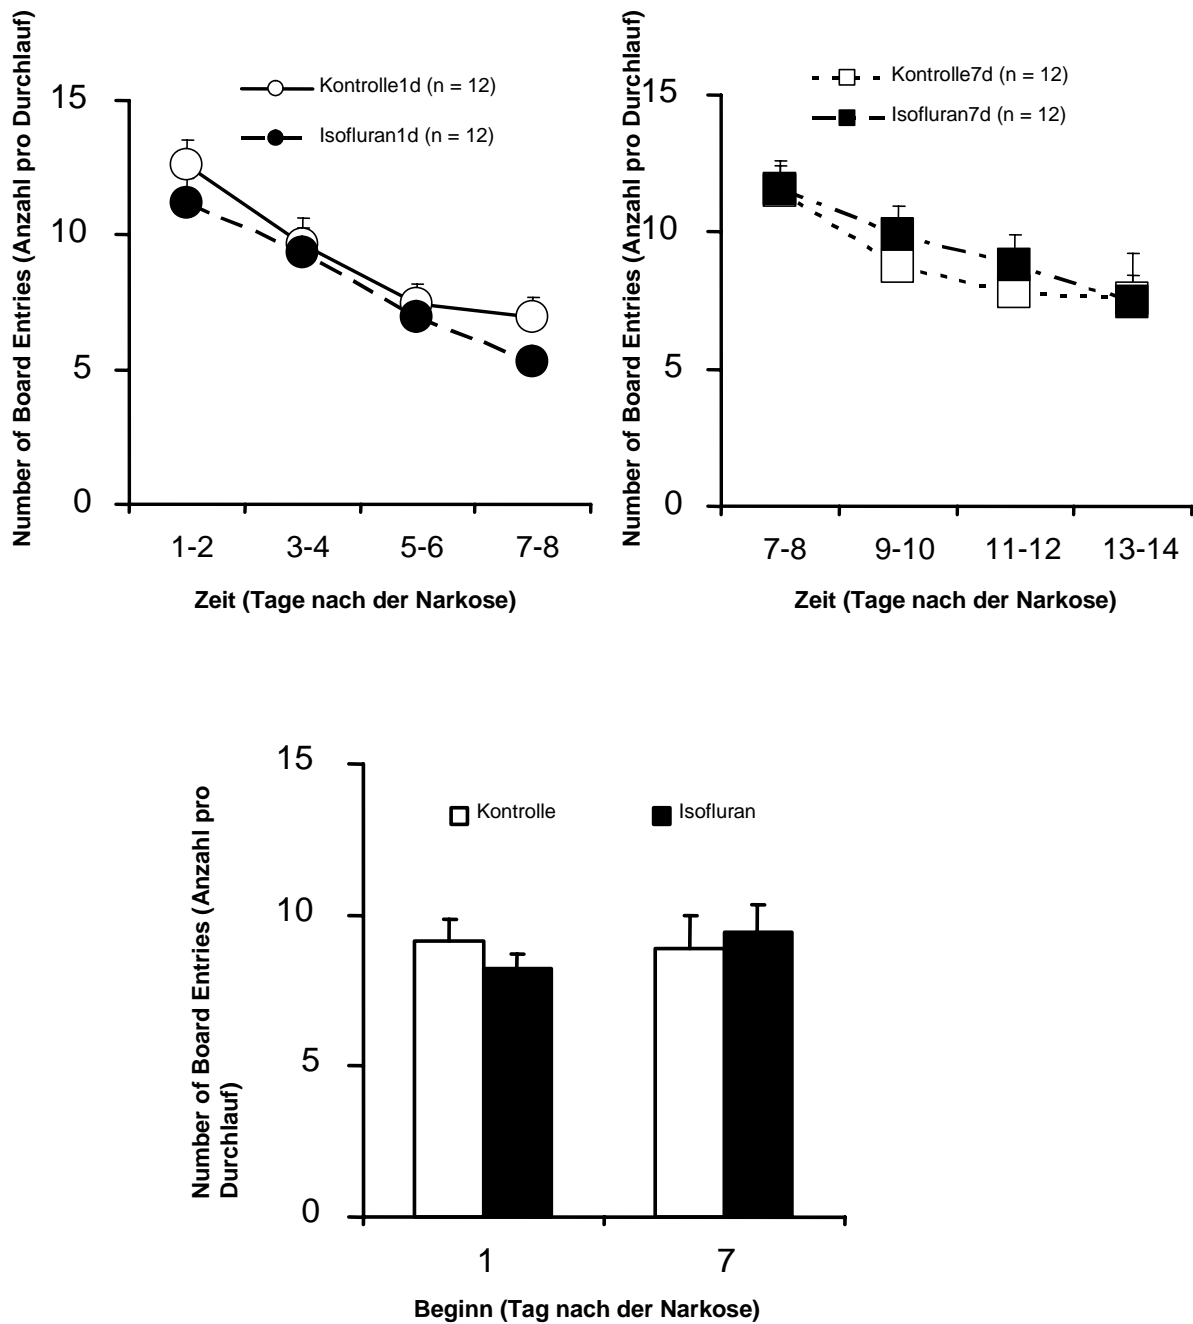 Number of Board Entries (Anzahl pro Durchlauf)
Kontrolle1d (n = 12)
Isofluran1d (n = 12)
15
10
5
0
1-2 3-4 5-6 7-8
Zeit (Tage nach der Narkose)
Number of Board Entries (Anzahl pro Durchlauf)
Kontrolle7d (n = 12)
Isofluran7d (n = 12)
15
10
5
0
7-8 9-10 11-12 13-14
Zeit (Tage nach der Narkose)
Number of Board Entries (Anzahl pro
Durchlauf)
15
Kontrolle Isofluran
10
5
0
1 7
Beginn (Tag nach der Narkose)